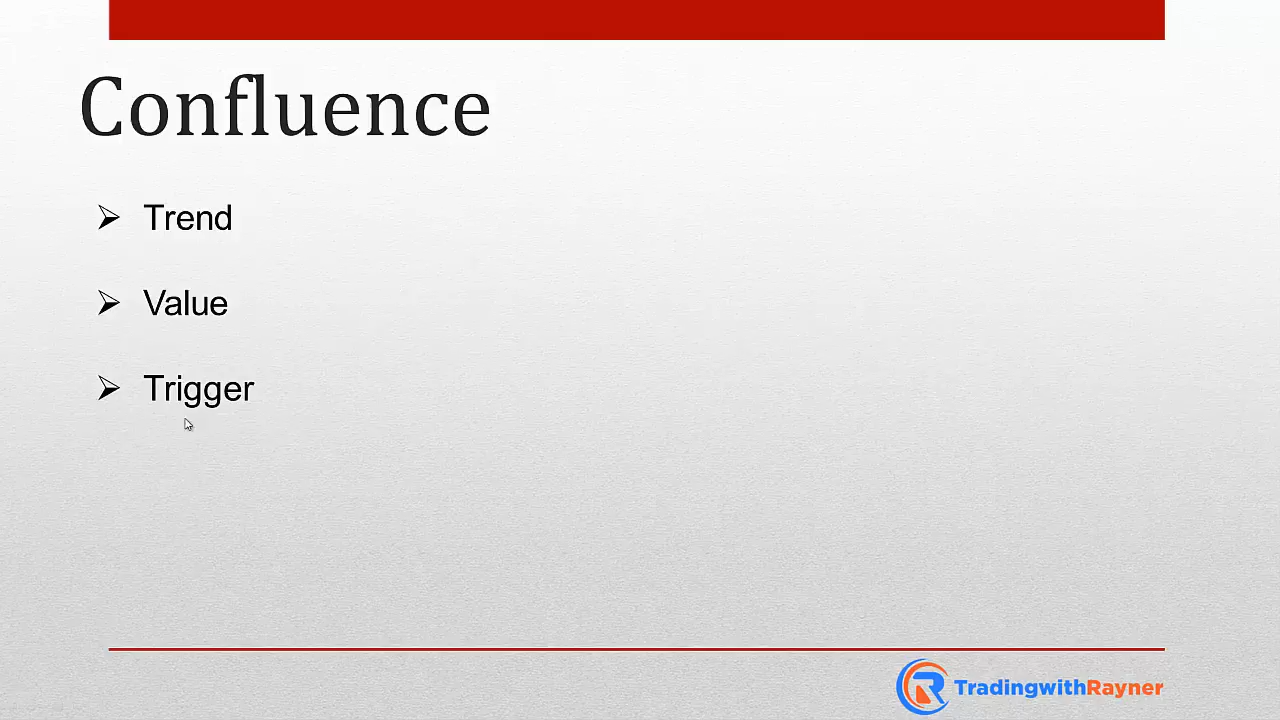 Confluence
Trend
Value
Trigger
TradingwithRayner